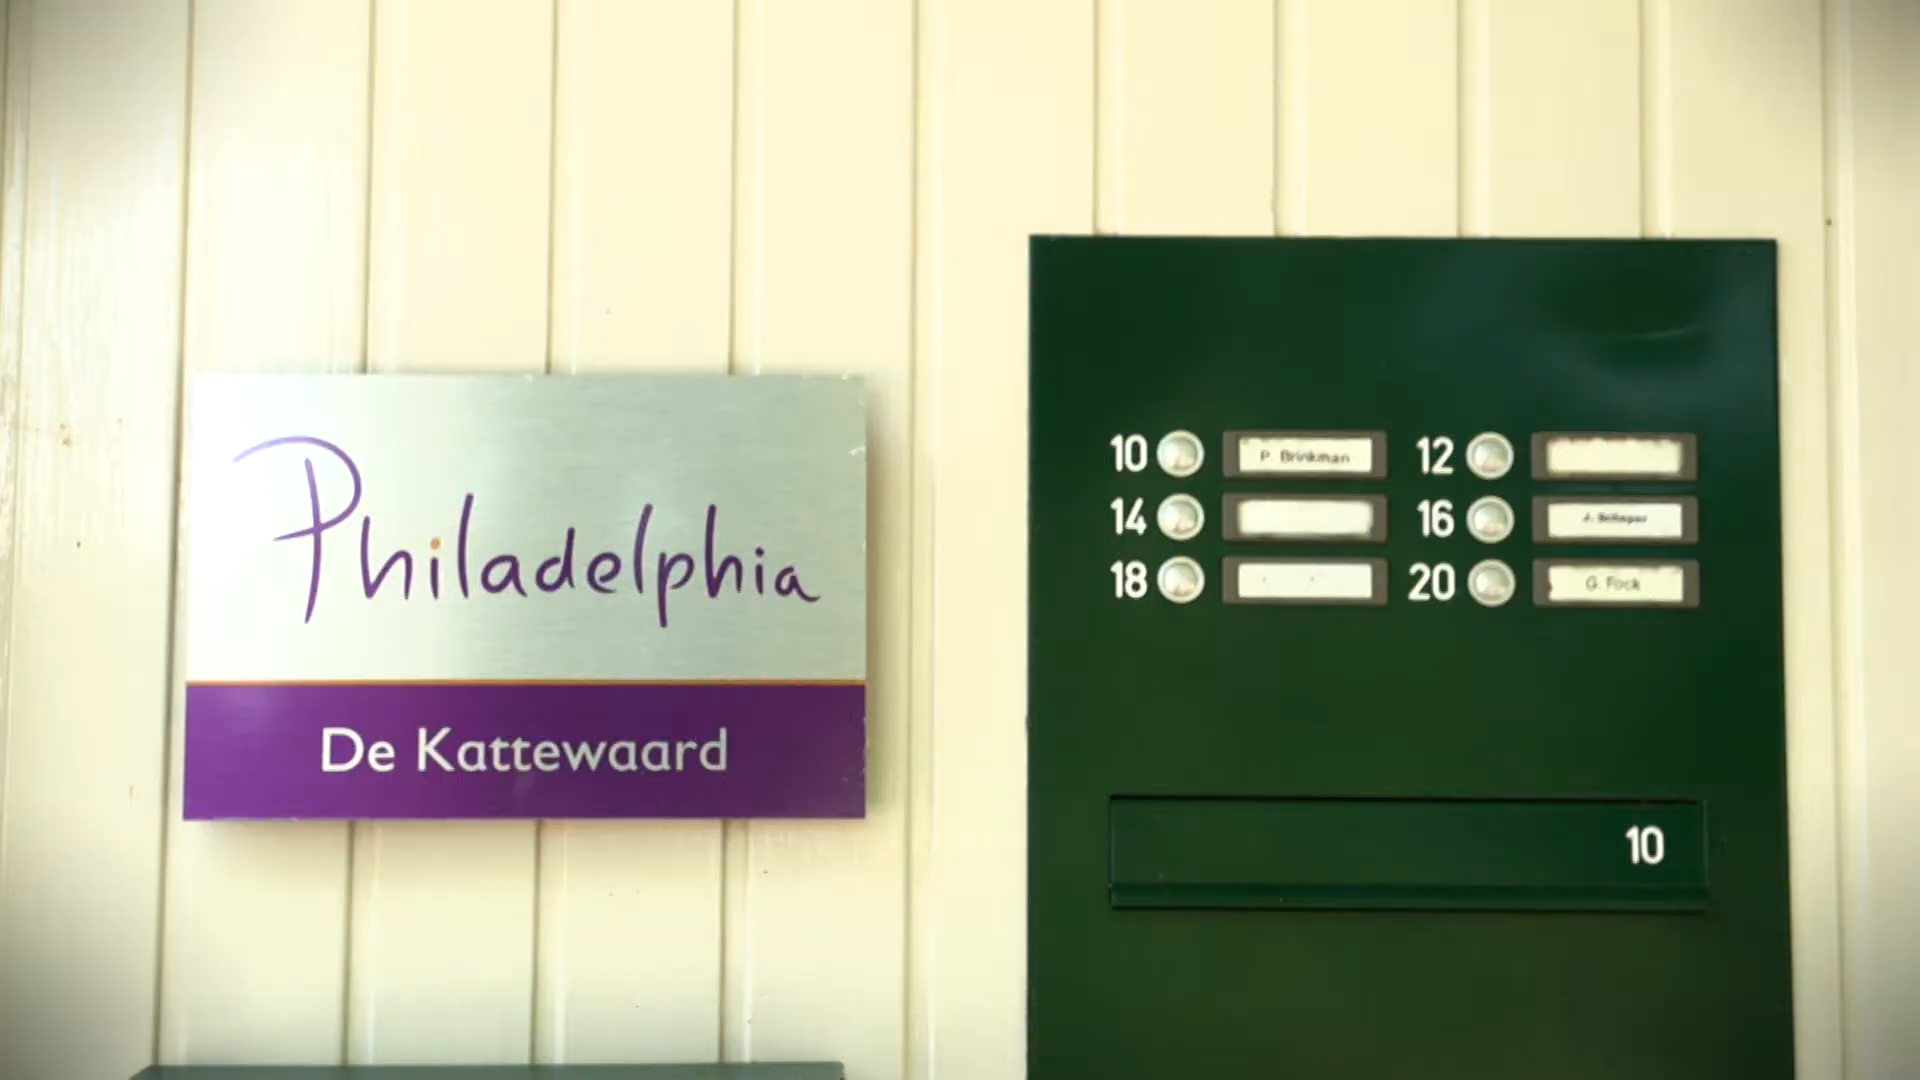 Philadelphia
De Kattewaard
10 P. Brinkman 12
14 16 J.
18 20 G. Fock
10